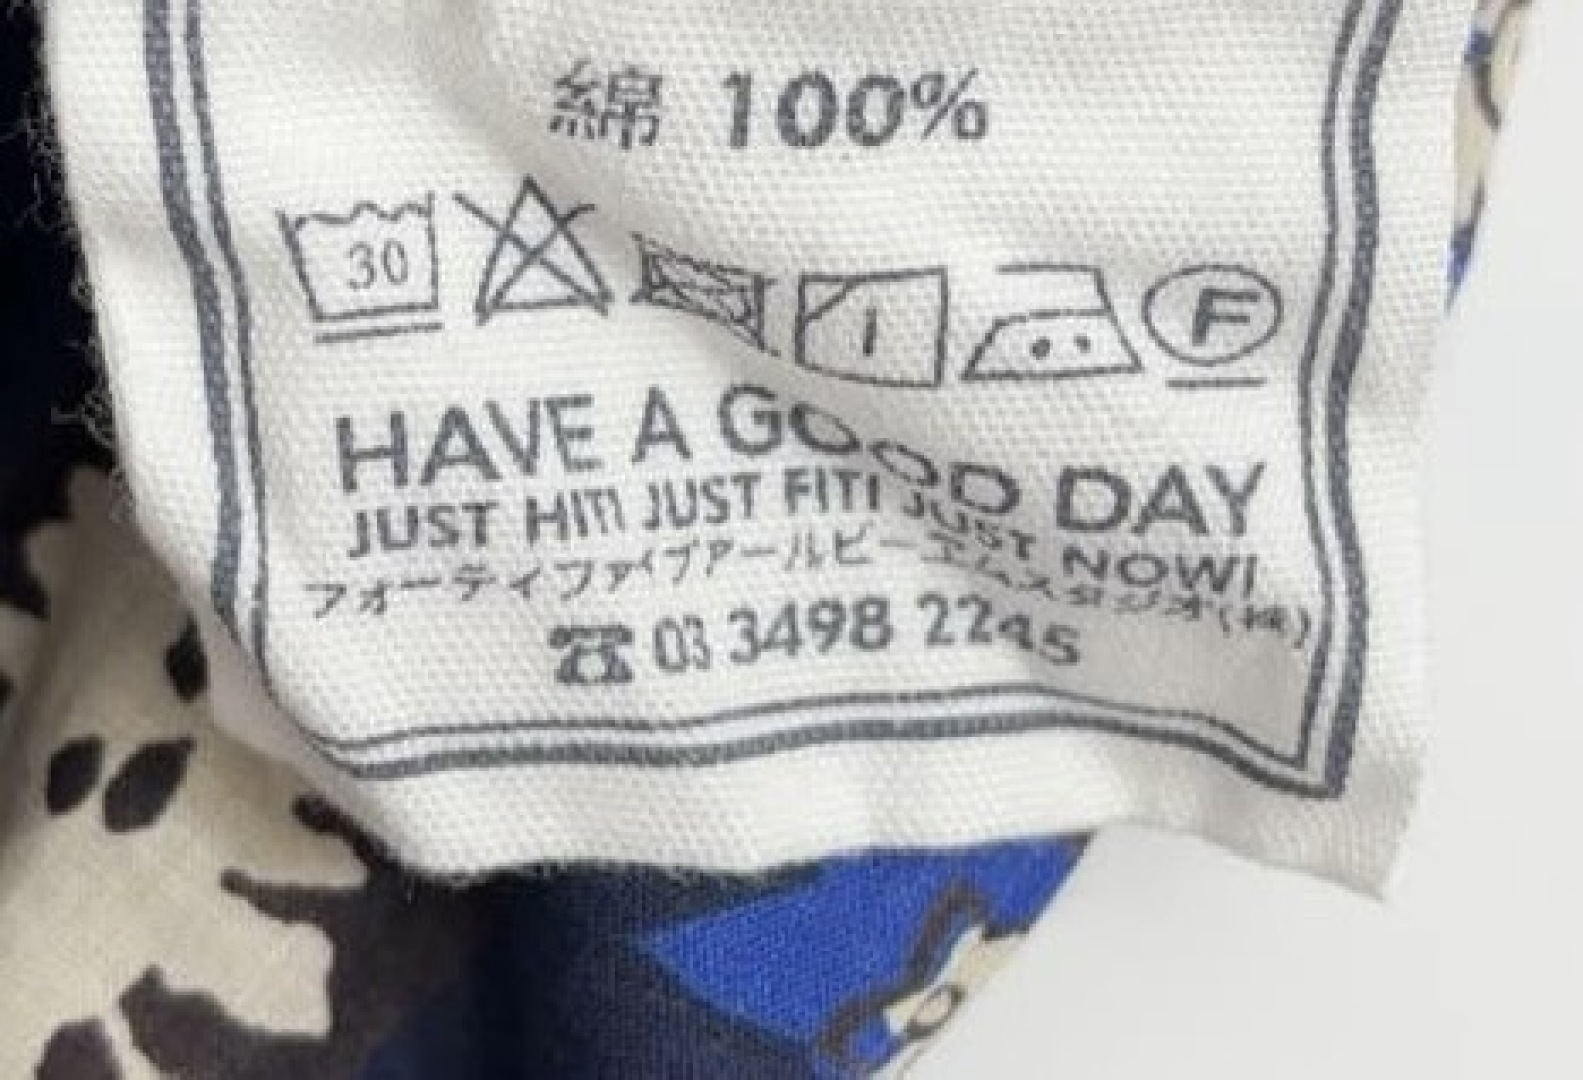 綿 100%
30
F
HAVE A GOOD DAY
JUST HIT! JUST FIT! JUST NOW!
フォーティファイブアールピーエムスタジオ(株)
☎ 03 3498 2245